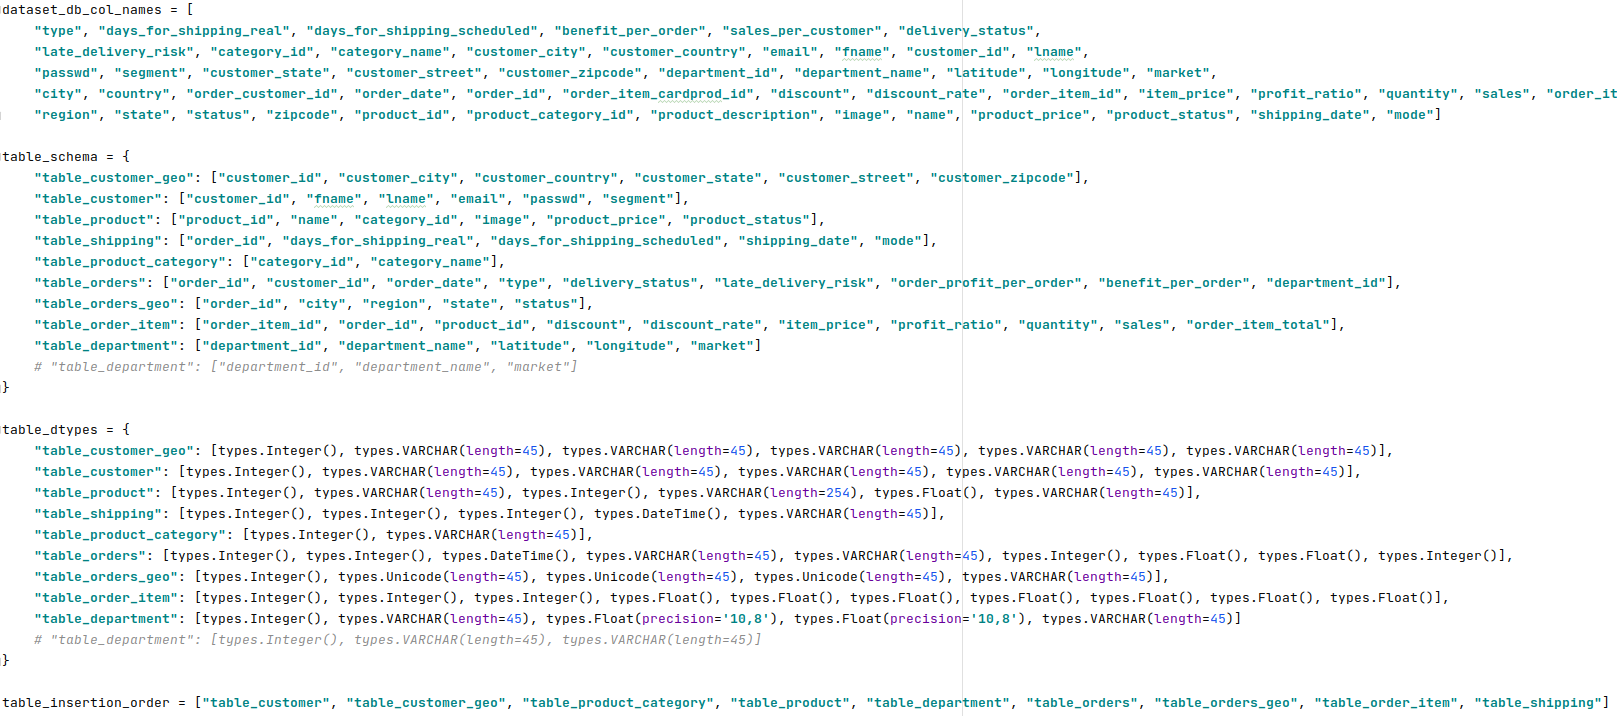 dataset_db_col_names = [
"type", "days_for_shipping_real", "days_for_shipping_scheduled", "benefit_per_order", "sales_per_customer", "delivery_status",
"late_delivery_risk", "category_id", "category_name", "customer_city", "customer_country", "email", "fname", "customer_id", "lname",
"passwd", "segment", "customer_state", "customer_street", "customer_zipcode", "department_id", "department_name", "latitude", "longitude", "market",
"city", "country", "order_customer_id", "order_date", "order_id", "order_item_cardprod_id", "discount", "discount_rate", "order_item_id", "item_price", "profit_ratio", "quantity", "sales", "order_it
"region", "state", "status", "zipcode", "product_id", "product_category_id", "product_description", "image", "name", "product_price", "product_status", "shipping_date", "mode"]
table_schema = {
"table_customer_geo": ["customer_id", "customer_city", "customer_country", "customer_state", "customer_street", "customer_zipcode"],
"table_customer": ["customer_id", "fname", "lname", "email", "passwd", "segment"],
"table_product": ["product_id", "name", "category_id", "image", "product_price", "product_status"],
"table_shipping": ["order_id", "days_for_shipping_real", "days_for_shipping_scheduled", "shipping_date", "mode"],
"table_product_category": ["category_id", "category_name"],
"table_orders": ["order_id", "customer_id", "order_date", "type", "delivery_status", "late_delivery_risk", "order_profit_per_order", "benefit_per_order", "department_id"],
"table_orders_geo": ["order_id", "city", "region", "state", "status"],
"table_order_item": ["order_item_id", "order_id", "product_id", "discount", "discount_rate", "item_price", "profit_ratio", "quantity", "sales", "order_item_total"],
"table_department": ["department_id", "department_name", "latitude", "longitude", "market"]
# "table_department": ["department_id", "department_name", "market"]
}
table_dtypes = {
"table_customer_geo": [types.Integer(), types.VARCHAR(length=45), types.VARCHAR(length=45), types.VARCHAR(length=45), types.VARCHAR(length=45), types.VARCHAR(length=45)],
"table_customer": [types.Integer(), types.VARCHAR(length=45), types.VARCHAR(length=45), types.VARCHAR(length=45), types.VARCHAR(length=45), types.VARCHAR(length=45)],
"table_product": [types.Integer(), types.VARCHAR(length=45), types.Integer(), types.VARCHAR(length=254), types.Float(), types.VARCHAR(length=45)],
"table_shipping": [types.Integer(), types.Integer(), types.Integer(), types.DateTime(), types.VARCHAR(length=45)],
"table_product_category": [types.Integer(), types.VARCHAR(length=45)],
"table_orders": [types.Integer(), types.Integer(), types.DateTime(), types.VARCHAR(length=45), types.VARCHAR(length=45), types.Integer(), types.Float(), types.Float(), types.Integer()],
"table_orders_geo": [types.Integer(), types.Unicode(length=45), types.Unicode(length=45), types.Unicode(length=45), types.VARCHAR(length=45)],
"table_order_item": [types.Integer(), types.Integer(), types.Integer(), types.Float(), types.Float(), types.Float(), types.Float(), types.Float(), types.Float(), types.Float()],
"table_department": [types.Integer(), types.VARCHAR(length=45), types.Float(precision='10,8'), types.Float(precision='10,8'), types.VARCHAR(length=45)]
# "table_department": [types.Integer(), types.VARCHAR(length=45), types.VARCHAR(length=45)]
}
table_insertion_order = ["table_customer", "table_customer_geo", "table_product_category", "table_product", "table_department", "table_orders", "table_orders_geo", "table_order_item", "table_shipping"]